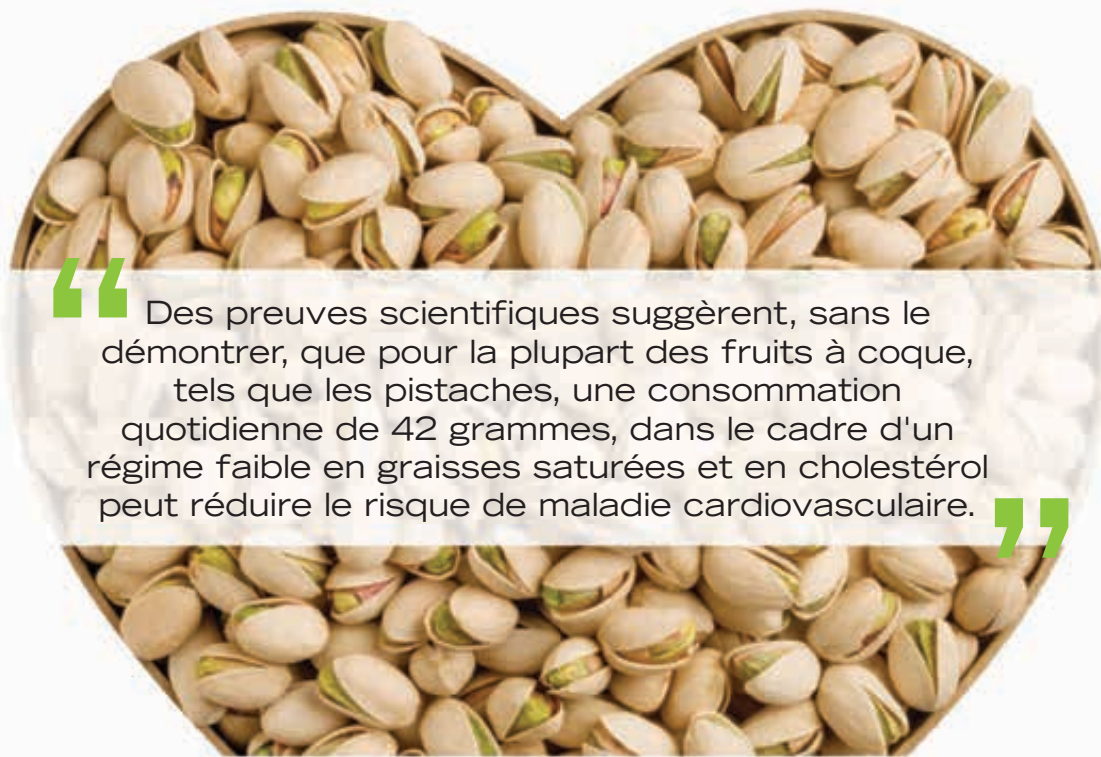 “ Des preuves scientifiques suggèrent, sans le
démontrer, que pour la plupart des fruits à coque,
tels que les pistaches, une consommation
quotidienne de 42 grammes, dans le cadre d'un
régime faible en graisses saturées et en cholestérol
peut réduire le risque de maladie cardiovasculaire. ”